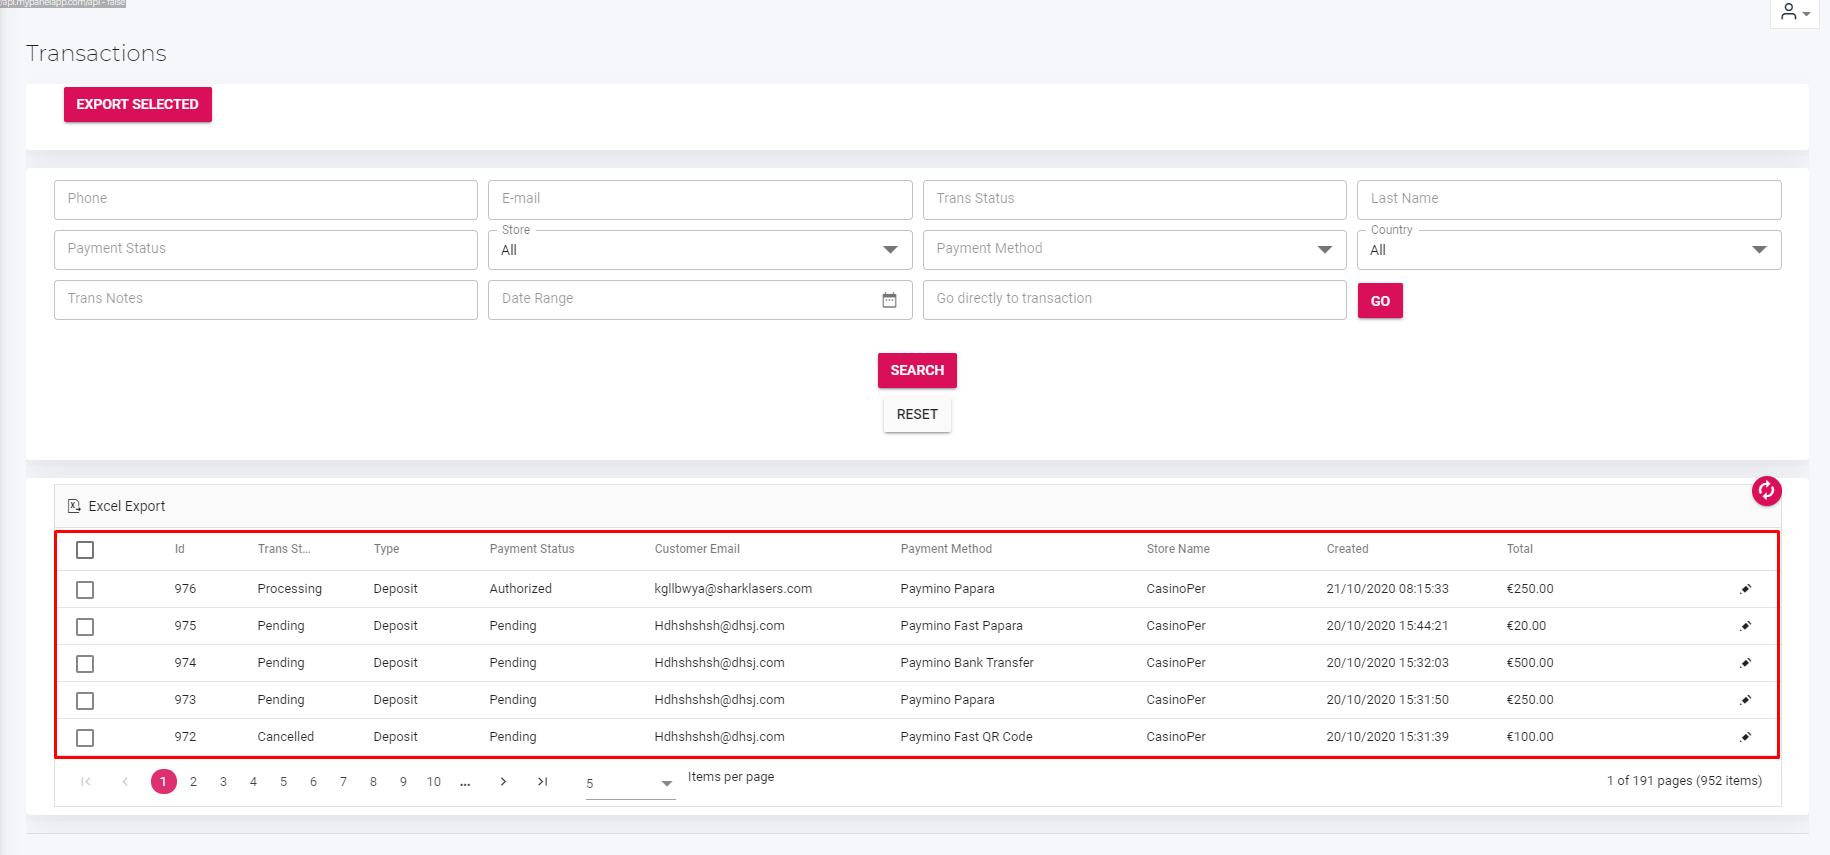 /api.mypanelapp.com/api - false
Transactions
EXPORT SELECTED
Phone E-mail Trans Status Last Name
Store Country
Payment Status All Payment Method All
Trans Notes Date Range Go directly to transaction GO
SEARCH
RESET
Excel Export
Id Trans St... Type Payment Status Customer Email Payment Method Store Name Created Total
976 Processing Deposit Authorized kgllbwya@sharklasers.com Paymino Papara CasinoPer 21/10/2020 08:15:33 €250.00
975 Pending Deposit Pending Hdhshshsh@dhsj.com Paymino Fast Papara CasinoPer 20/10/2020 15:44:21 €20.00
974 Pending Deposit Pending Hdhshshsh@dhsj.com Paymino Bank Transfer CasinoPer 20/10/2020 15:32:03 €500.00
973 Pending Deposit Pending Hdhshshsh@dhsj.com Paymino Papara CasinoPer 20/10/2020 15:31:50 €250.00
972 Cancelled Deposit Pending Hdhshshsh@dhsj.com Paymino Fast QR Code CasinoPer 20/10/2020 15:31:39 €100.00
1 2 3 4 5 6 7 8 9 10 ... 5 Items per page 1 of 191 pages (952 items)